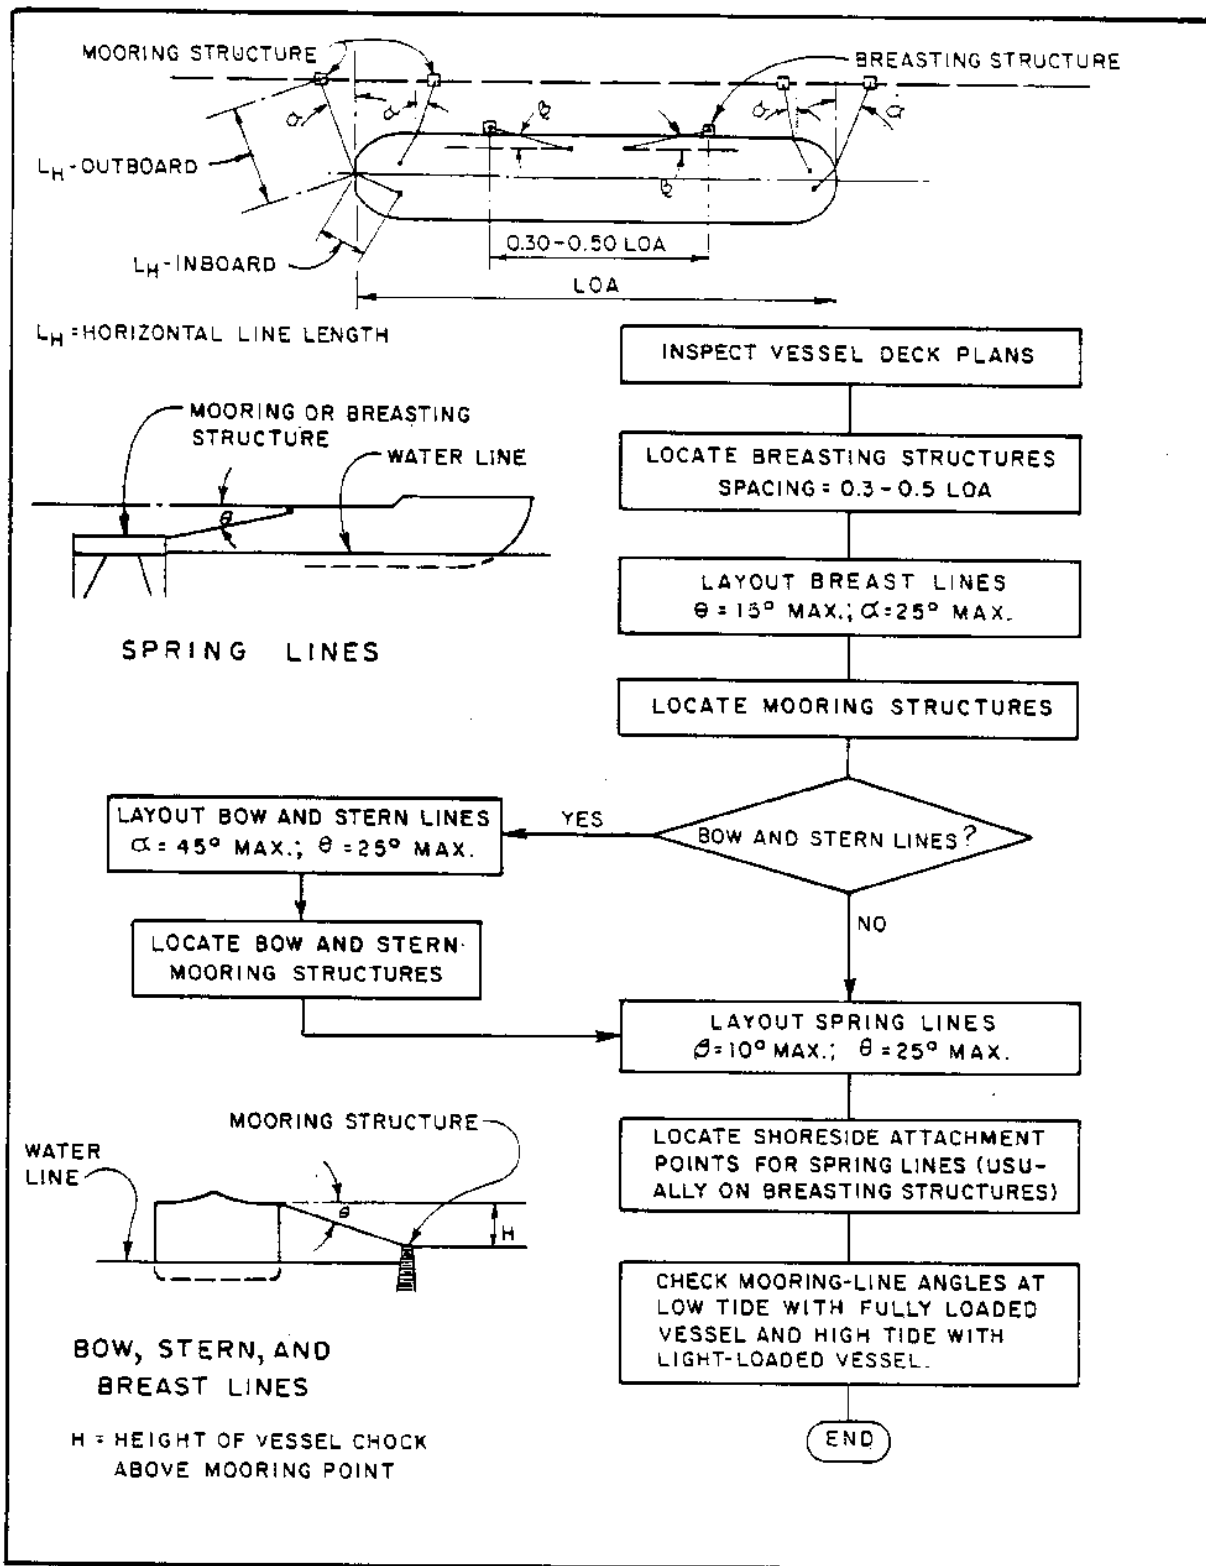 MOORING STRUCTURE
BREASTING STRUCTURE
α
α
β
α
α
L_H-OUTBOARD
β
0.30-0.50 LOA
L_H-INBOARD
LOA
L_H = HORIZONTAL LINE LENGTH
INSPECT VESSEL DECK PLANS
MOORING OR BREASTING
STRUCTURE
WATER LINE
θ
SPRING LINES
LOCATE BREASTING STRUCTURES
SPACING = 0.3-0.5 LOA
LAYOUT BREAST LINES
θ = 15° MAX.; α=25° MAX.
LOCATE MOORING STRUCTURES
BOW AND STERN LINES?
YES
LAYOUT BOW AND STERN LINES
α = 45° MAX.; θ = 25° MAX.
LOCATE BOW AND STERN-
MOORING STRUCTURES
NO
LAYOUT SPRING LINES
β=10° MAX.; θ = 25° MAX.
LOCATE SHORESIDE ATTACHMENT
POINTS FOR SPRING LINES (USU-
ALLY ON BREASTING STRUCTURES)
CHECK MOORING-LINE ANGLES AT
LOW TIDE WITH FULLY LOADED
VESSEL AND HIGH TIDE WITH
LIGHT-LOADED VESSEL.
END
MOORING STRUCTURE
WATER
LINE
θ
H
BOW, STERN, AND
BREAST LINES
H = HEIGHT OF VESSEL CHOCK
ABOVE MOORING POINT